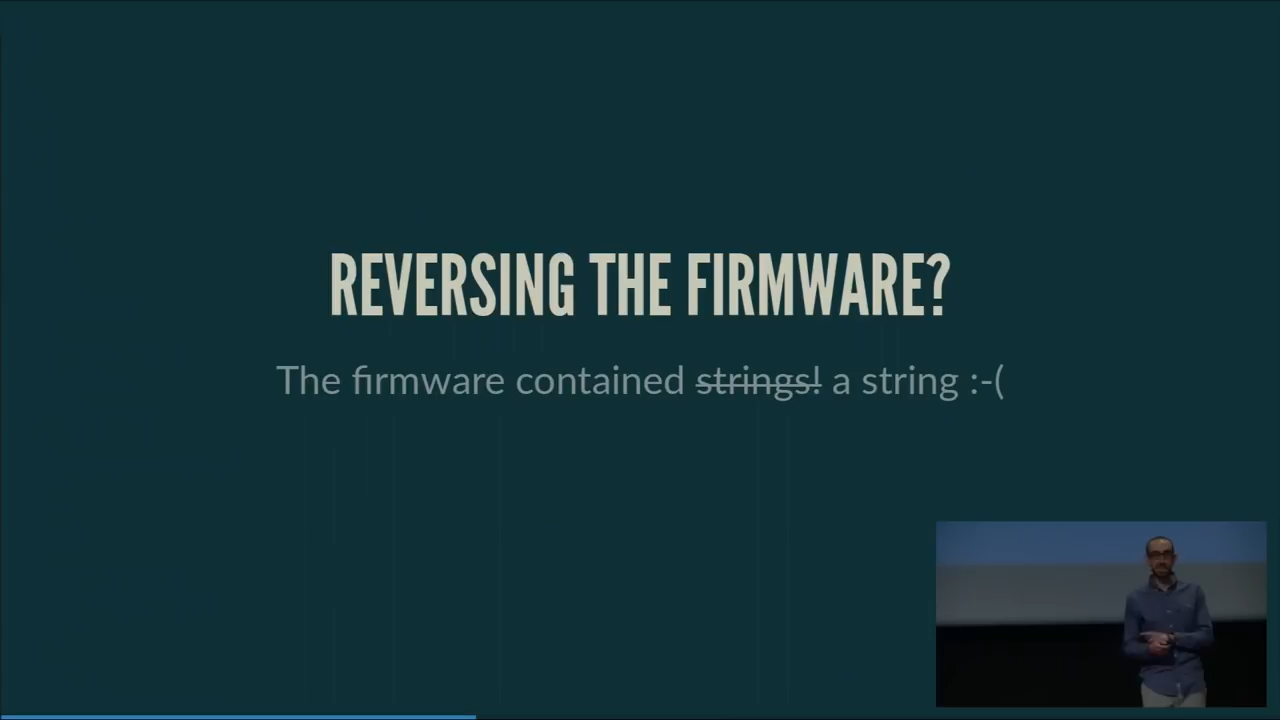 REVERSING THE FIRMWARE?
The firmware contained strings! a string :-(